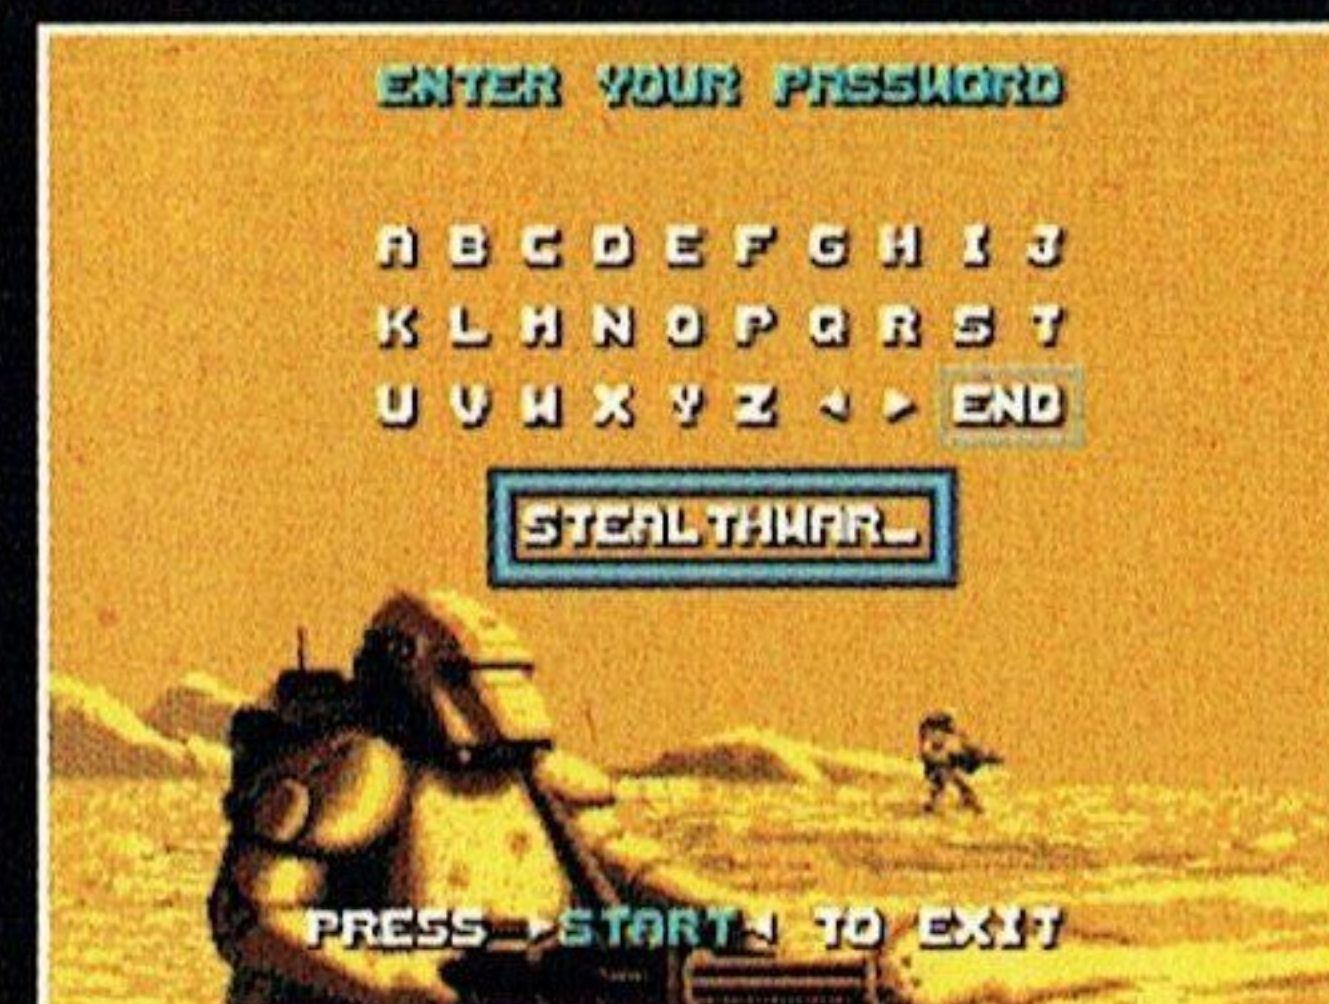 ENTER YOUR PASSWORD
A B C D E F G H I J
K L M N O P Q R S T
U V W X Y Z ◄ ► END
STEALTHWAR_
PRESS ►START◄ TO EXIT